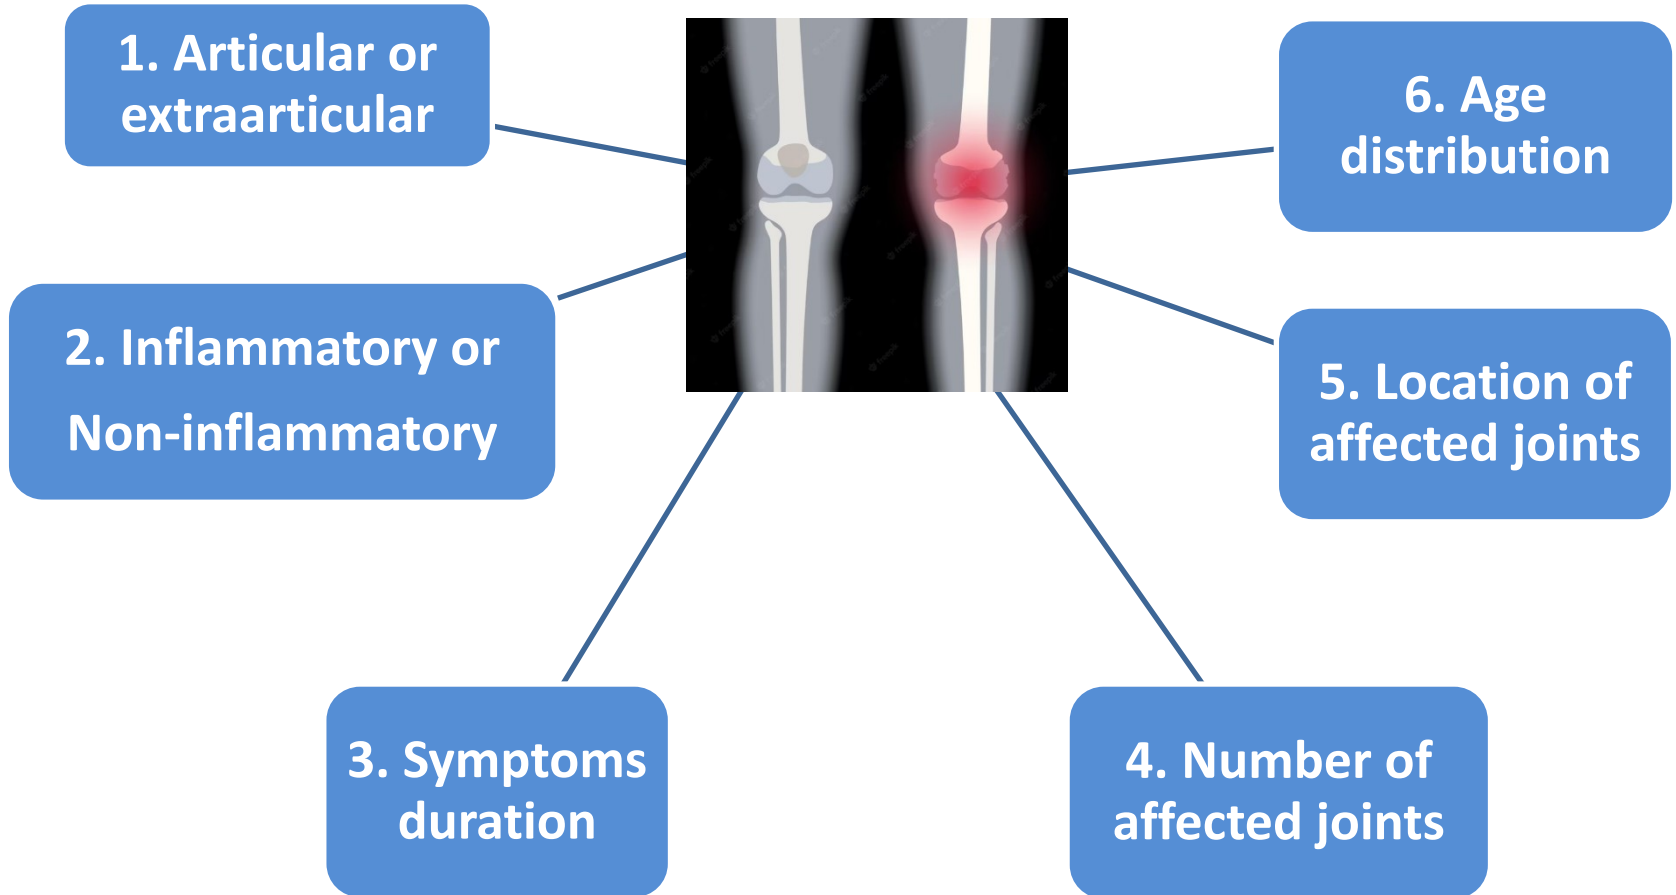 1. Articular or
extraarticular
2. Inflammatory or
Non-inflammatory
3. Symptoms
duration
4. Number of
affected joints
5. Location of
affected joints
6. Age
distribution